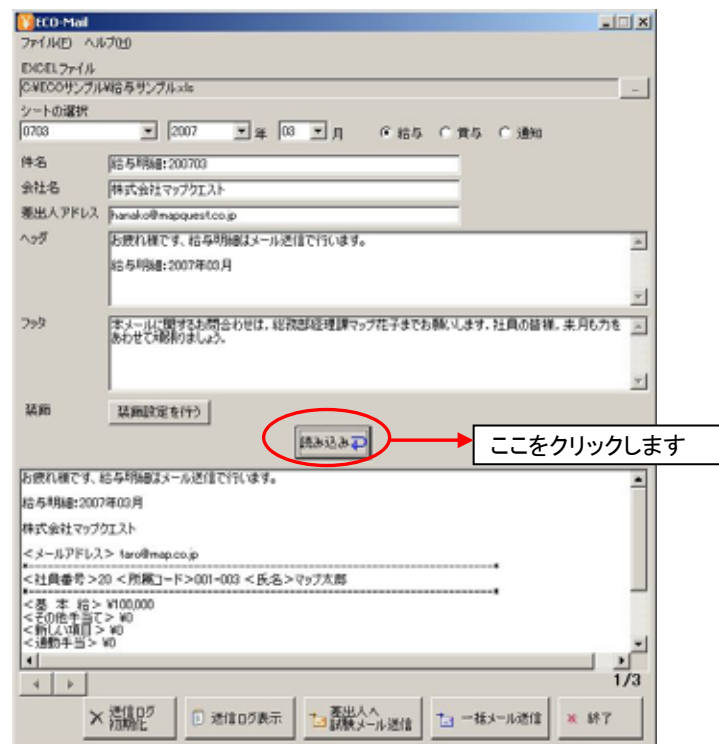 ECO-Mail
ファイル(F) ヘルプ(H)
EXCELファイル
C:¥ECOサンプル¥給与サンプル.xls ...
シートの選択
0703 2007 年 03 月 給与 賞与 通知
件名 給与明細:200703
会社名 株式会社マップクエスト
差出人アドレス hanako@mapquest.co.jp
ヘッダ お疲れ様です、給与明細はメール送信で行います。
給与明細:2007年03月
フッタ 本メールに関するお問合わせは、総務部経理課マップ花子までお願いします。社員の皆様、来月も力を
あわせて頑張りましょう。
装飾 装飾設定を行う
読み込み ここをクリックします
お疲れ様です、給与明細はメール送信で行います。
給与明細:2007年03月
株式会社マップクエスト
<メールアドレス> taro@map.co.jp
<社員番号>20 <所属コード>001-003 <氏名>マップ太郎
<基 本 給> ¥100,000
<その他手当て> ¥0
<新しい項目> ¥0
<通勤手当> ¥0
1/3
送信ログ初期化 送信ログ表示 差出人へ試験メール送信 一括メール送信 終了